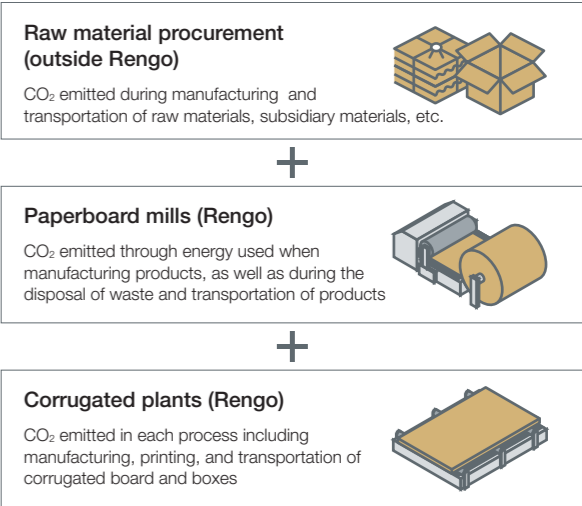 Raw material procurement
(outside Rengo)
CO₂ emitted during manufacturing and
transportation of raw materials, subsidiary materials, etc.
+
Paperboard mills (Rengo)
CO₂ emitted through energy used when
manufacturing products, as well as during the
disposal of waste and transportation of products
+
Corrugated plants (Rengo)
CO₂ emitted in each process including
manufacturing, printing, and transportation of
corrugated board and boxes